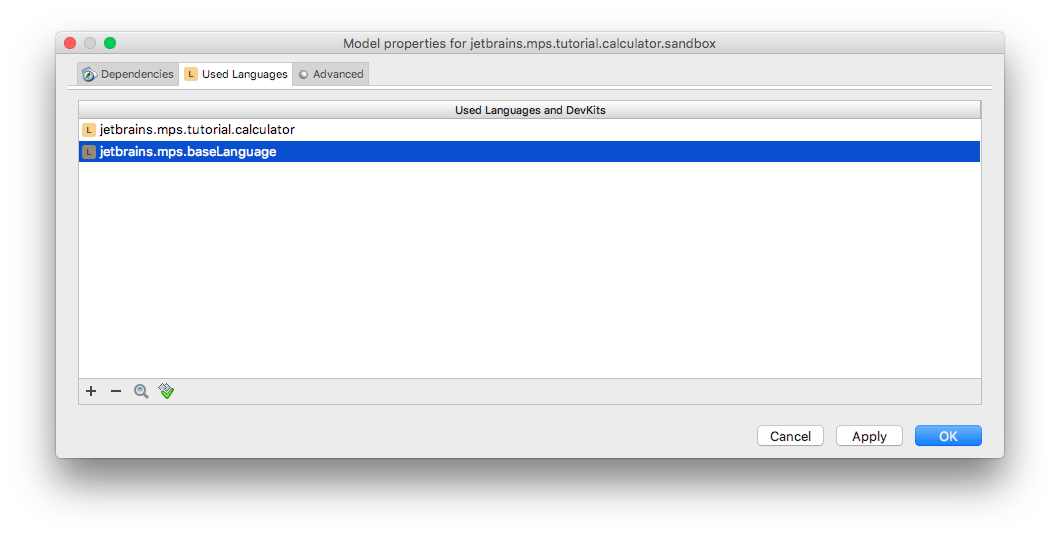 Model properties for jetbrains.mps.tutorial.calculator.sandbox
Dependencies L Used Languages Advanced
Used Languages and DevKits
L jetbrains.mps.tutorial.calculator
L jetbrains.mps.baseLanguage
Cancel Apply OK